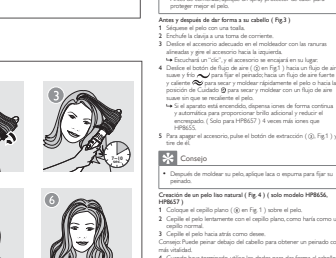 proteger mejor el pelo.
Antes y después de dar forma a su cabello ( Fig.3 )
1 Séquese el pelo con una toalla.
2 Enchufe la clavija a una toma de corriente.
3 Deslice el accesorio adecuado en el moldeador con las ranuras
alineadas y gire el accesorio hacia la izquierda.
Escuchará un "clic", y el accesorio se encajará en su lugar.
4 Deslice el botón de flujo de aire ( en Fig.1 ) hacia un flujo de aire
suave y frío para fijar el peinado; hacia un flujo de aire fuerte
y caliente para secar y moldear rápidamente el pelo o hacia la
posición de Cuidado para secar y moldear con un flujo de aire
suave sin que se recaliente el pelo.
Si el aparato está encendido, dispensa iones de forma continua
y automática para proporcionar brillo adicional y reducir el
encrespado. ( Solo para HP8657 ) 4 veces más iones que
HP8655.
5 Para apagar el accesorio, pulse el botón de extracción ( , Fig.1 ) y
tire de él.
Consejo
• Después de moldear su pelo, aplique laca o espuma para fijar su
peinado.
Creación de un pelo liso natural ( Fig. 4 ) ( solo modelo HP8656,
HP8657 )
1 Coloque el cepillo plano ( en Fig. 1 ) sobre el pelo.
2 Cepille el pelo lentamente con el cepillo plano, como haría como u
cepillo normal.
3 Cepille el pelo hacia atrás como desee.
Consejo: Puede peinar debajo del cabello para obtener un peinado co
más vitalidad.
3
7-10
6